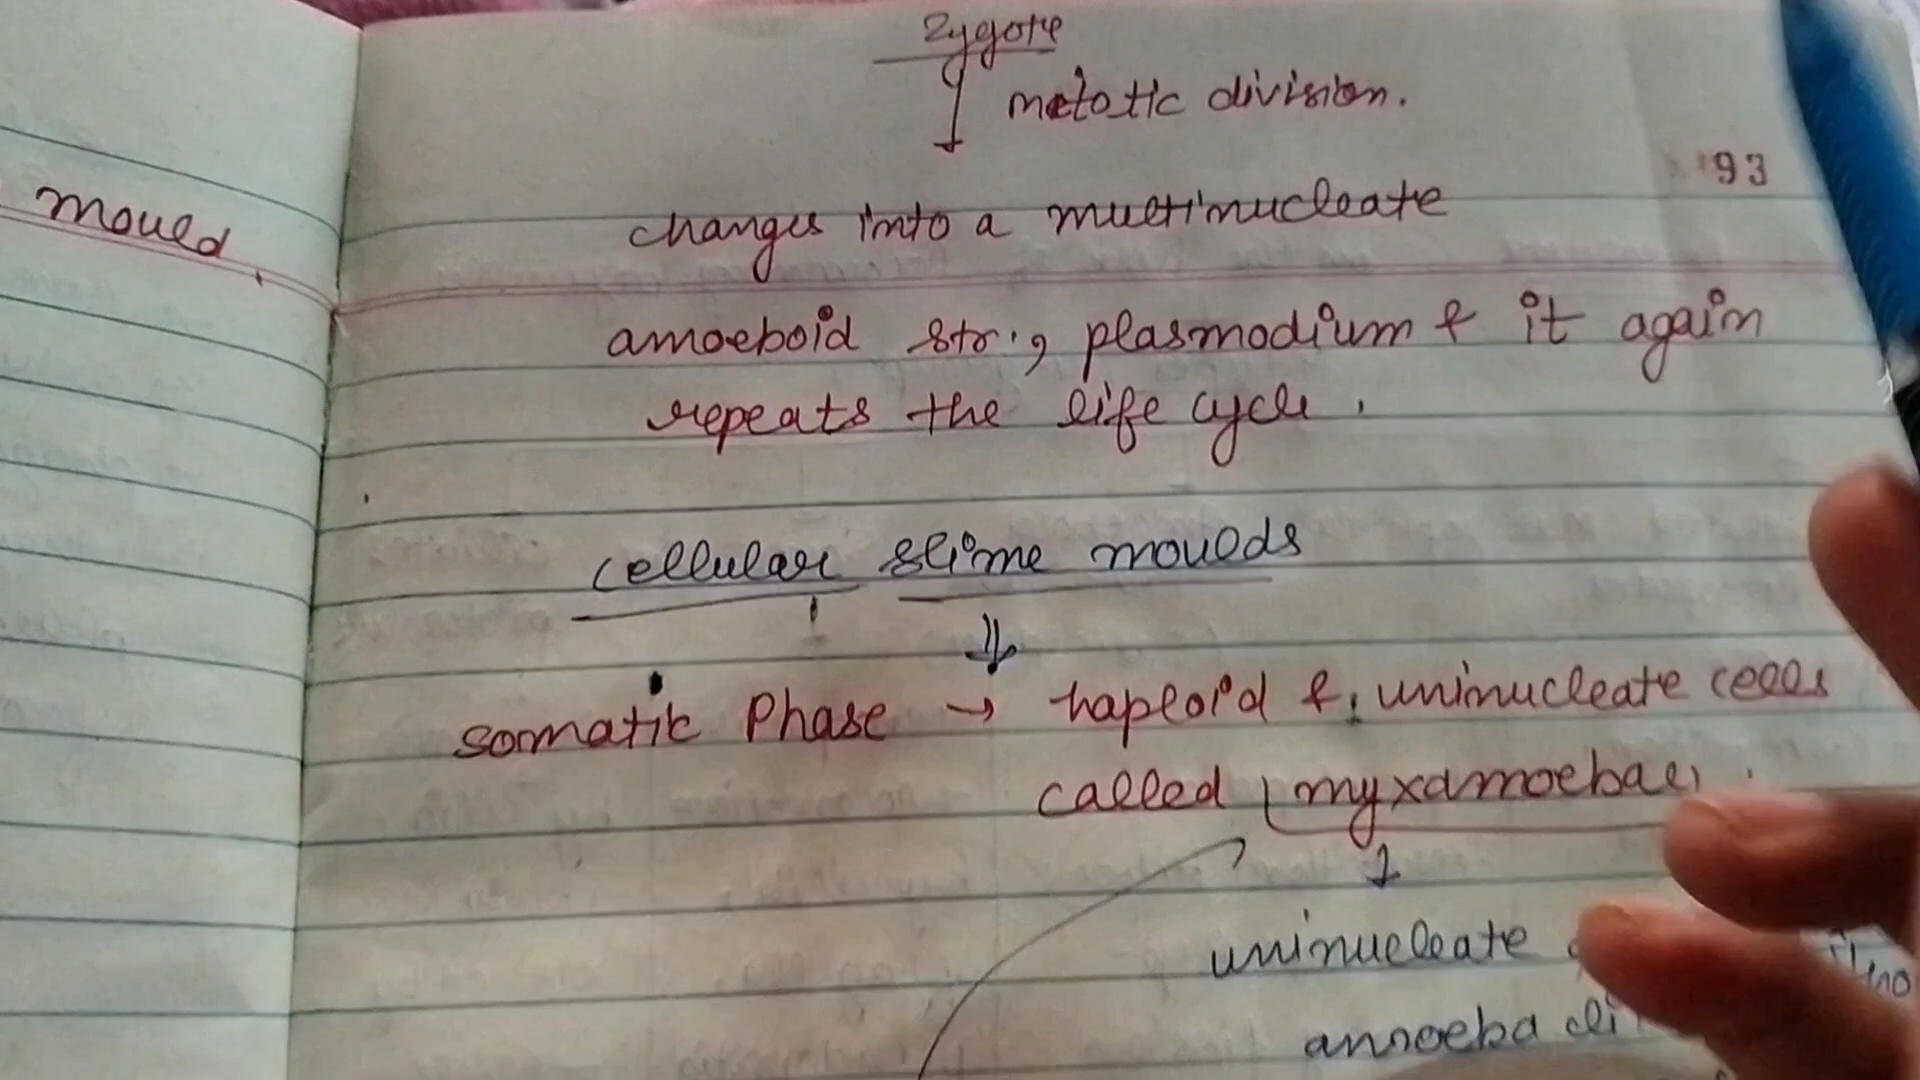 Zygote
metotic division.
93
mould.
changes into a multinucleate
amoeboid str., plasmodium & it again
repeats the life cycle.
cellular slime moulds
somatic Phase → haploid & uninucleate cells
called (myxamoebae)
uninucleate
amoeba